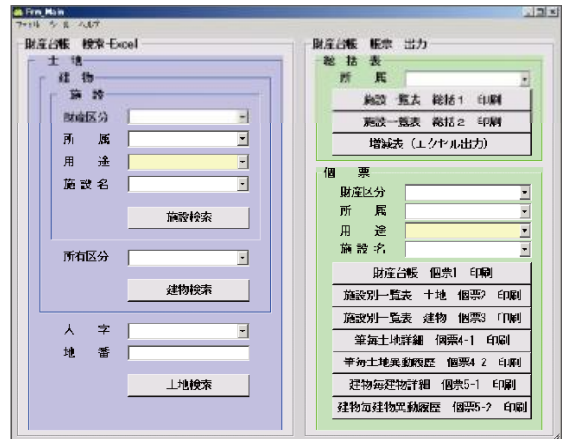 Frm_Main
ファイル ツール ヘルプ
財産台帳 検索-Excel
土 地
建 物
施 設
財産区分
所 属
用 途
施 設 名
施設検索
所有区分
建物検索
大 字
地 番
土地検索
財産台帳 帳票 出力
総 括 表
所 属
施設一覧表 総括1 印刷
施設一覧表 総括2 印刷
増減表（エクセル出力）
個 票
財産区分
所 属
用 途
施 設 名
財産台帳 個票1 印刷
施設別一覧表 土地 個票2 印刷
施設別一覧表 建物 個票3 印刷
筆毎土地詳細 個票4-1 印刷
筆毎土地異動履歴 個票4-2 印刷
建物毎建物詳細 個票5-1 印刷
建物毎建物異動履歴 個票5-2 印刷